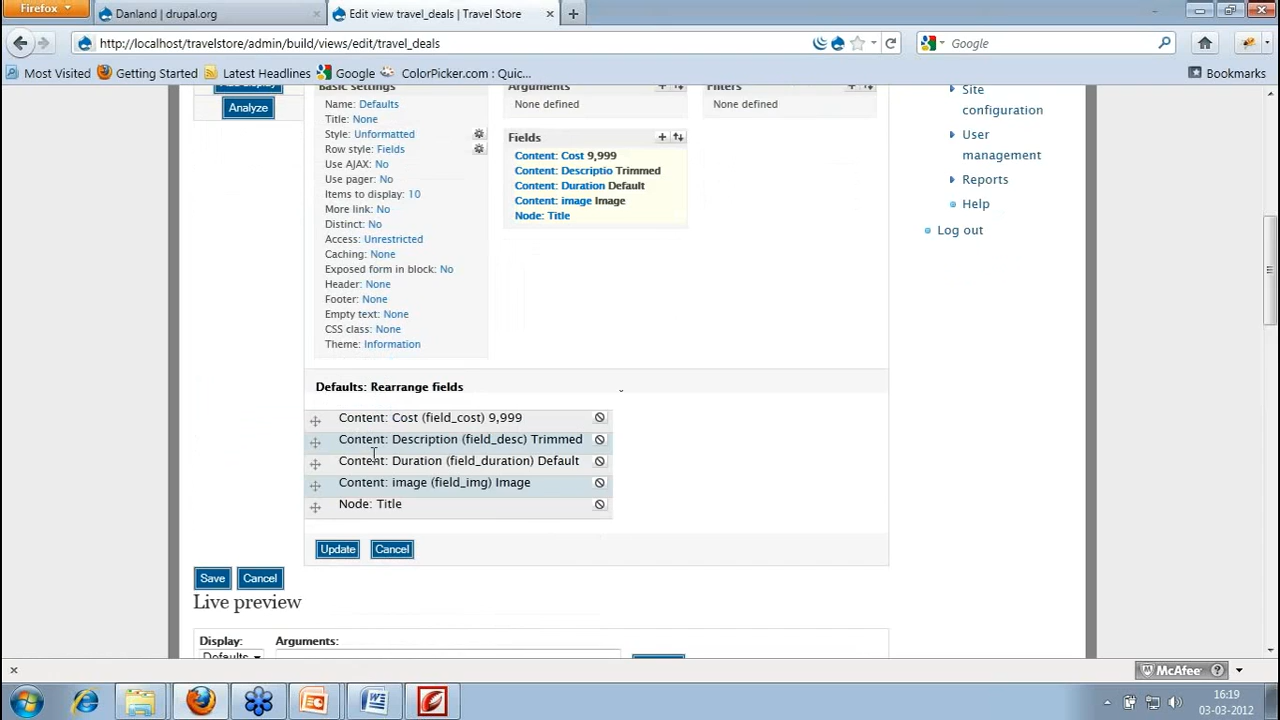 Firefox
Danland | drupal.org
Edit view travel_deals | Travel Store
http://localhost/travelstore/admin/build/views/edit/travel_deals
Google
Most Visited
Getting Started
Latest Headlines
Google
ColorPicker.com : Quic...
Bookmarks
Add display
Analyze
Basic settings
Name: Defaults
Title: None
Style: Unformatted
Row style: Fields
Use AJAX: No
Use pager: No
Items to display: 10
More link: No
Distinct: No
Access: Unrestricted
Caching: None
Exposed form in block: No
Header: None
Footer: None
Empty text: None
CSS class: None
Theme: Information
Arguments
None defined
Fields
Content: Cost 9,999
Content: Descriptio Trimmed
Content: Duration Default
Content: image Image
Node: Title
Filters
None defined
Site
configuration
User
management
Reports
Help
Log out
Defaults: Rearrange fields
Content: Cost (field_cost) 9,999
Content: Description (field_desc) Trimmed
Content: Duration (field_duration) Default
Content: image (field_img) Image
Node: Title
Update
Cancel
Save
Cancel
Live preview
Display:
Arguments:
Defaults
McAfee
16:19
03-03-2012